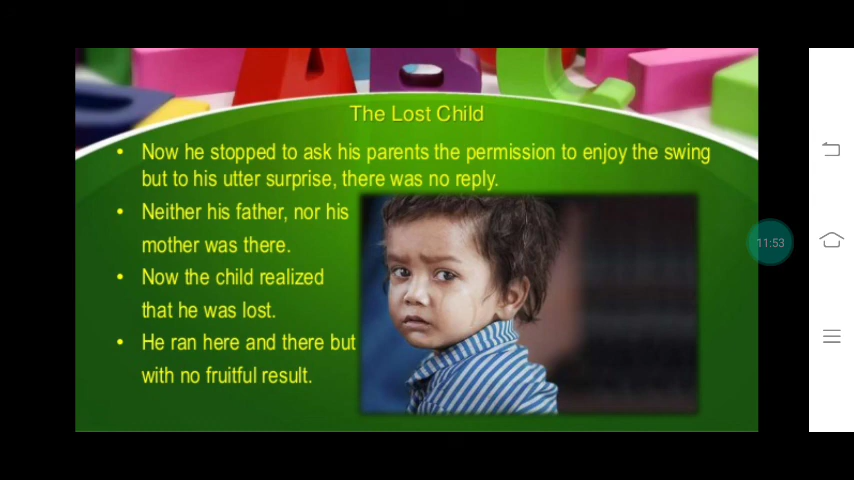 The Lost Child
• Now he stopped to ask his parents the permission to enjoy the swing
but to his utter surprise, there was no reply.
• Neither his father, nor his
mother was there.
• Now the child realized
that he was lost.
• He ran here and there but
with no fruitful result.
11:53